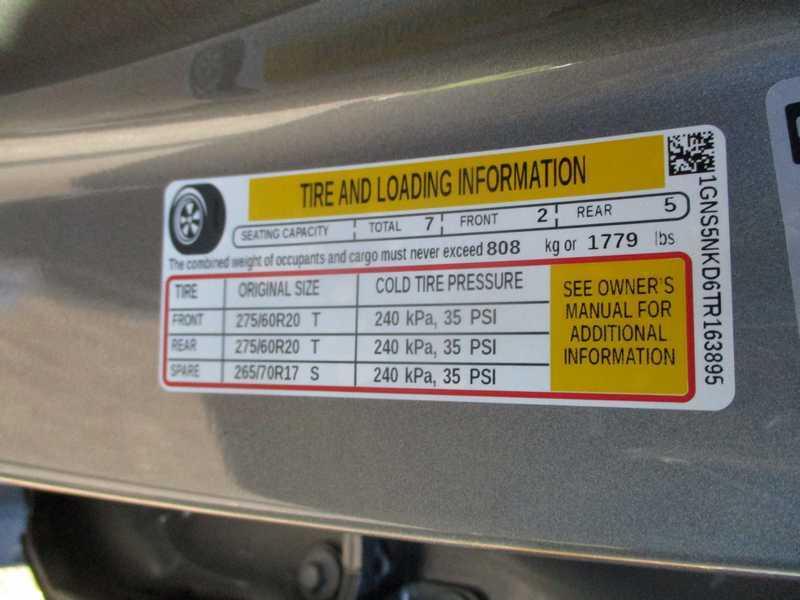 TIRE AND LOADING INFORMATION
SEATING CAPACITY TOTAL 7 FRONT 2 REAR 5
The combined weight of occupants and cargo must never exceed 808 kg or 1779 lbs
TIRE ORIGINAL SIZE COLD TIRE PRESSURE
FRONT 275/60R20 T 240 kPa, 35 PSI
REAR 275/60R20 T 240 kPa, 35 PSI
SPARE 265/70R17 S 240 kPa, 35 PSI
SEE OWNER'S
MANUAL FOR
ADDITIONAL
INFORMATION
1GNS5NKD6TR163895